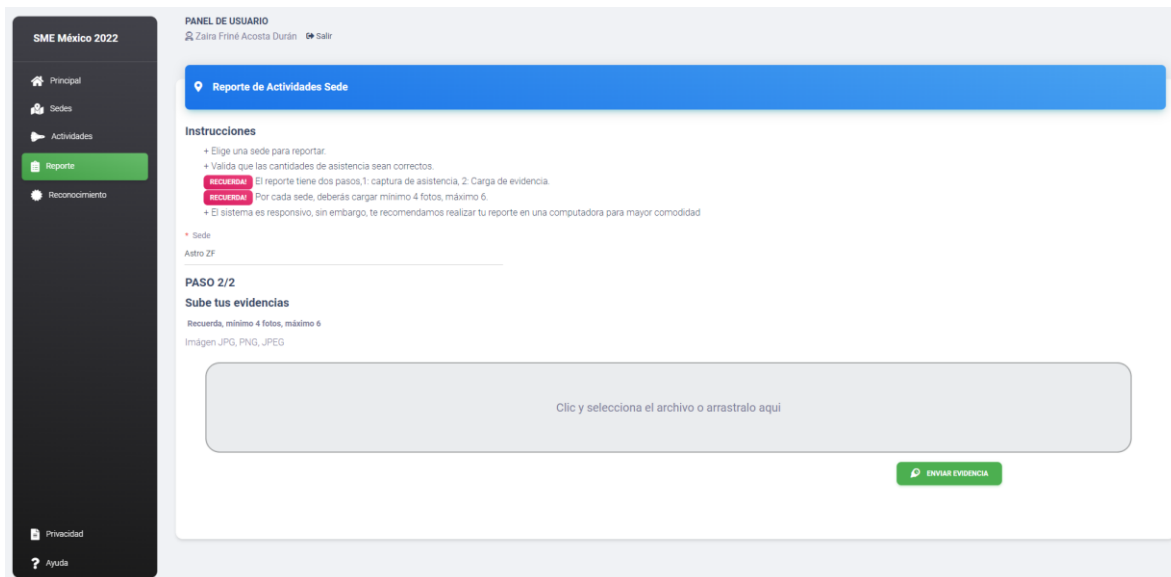 SME México 2022
Principal
Sedes
Actividades
Reporte
Reconocimiento
Privacidad
Ayuda
PANEL DE USUARIO
Zaira Friné Acosta Durán Salir
Reporte de Actividades Sede
Instrucciones
+ Elige una sede para reportar.
+ Valida que las cantidades de asistencia sean correctos.
RECUERDA! El reporte tiene dos pasos,1: captura de asistencia, 2: Carga de evidencia.
RECUERDA! Por cada sede, deberás cargar mínimo 4 fotos, máximo 6.
+ El sistema es responsivo, sin embargo, te recomendamos realizar tu reporte en una computadora para mayor comodidad
* Sede
Astro ZF
PASO 2/2
Sube tus evidencias
Recuerda, mínimo 4 fotos, máximo 6
Imágen JPG, PNG, JPEG
Clic y selecciona el archivo o arrastralo aqui
ENVIAR EVIDENCIA